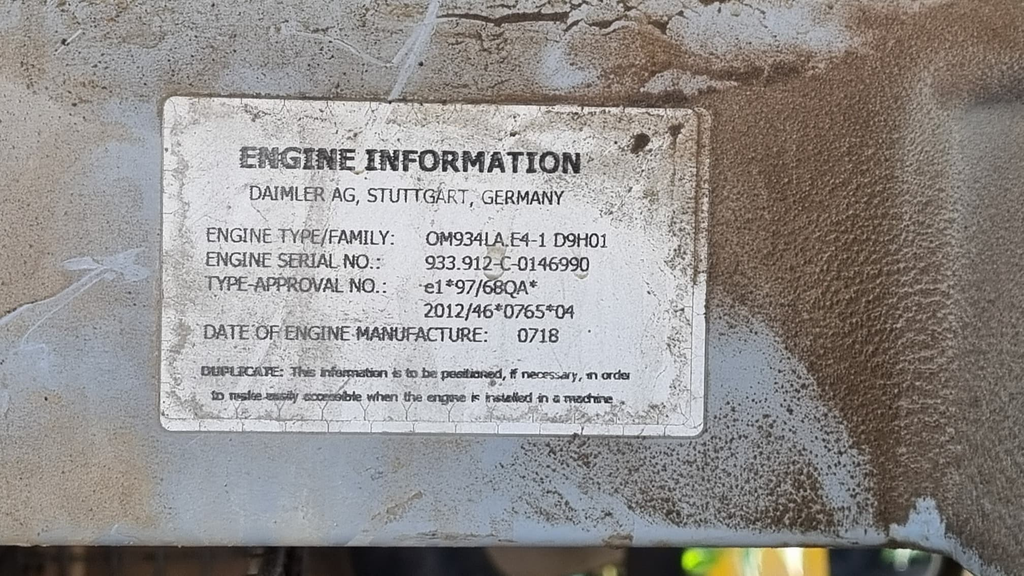 ENGINE INFORMATION
DAIMLER AG, STUTTGART, GERMANY
ENGINE TYPE/FAMILY: OM934LA.E4-1 D9H01
ENGINE SERIAL NO.: 933.912-C-0146990
TYPE-APPROVAL NO.: e1*97/68QA*
2012/46*0765*04
DATE OF ENGINE MANUFACTURE: 0718
DUPLICATE: This information is to be positioned, if necessary, in order
to make easily accessible when the engine is installed in a machine